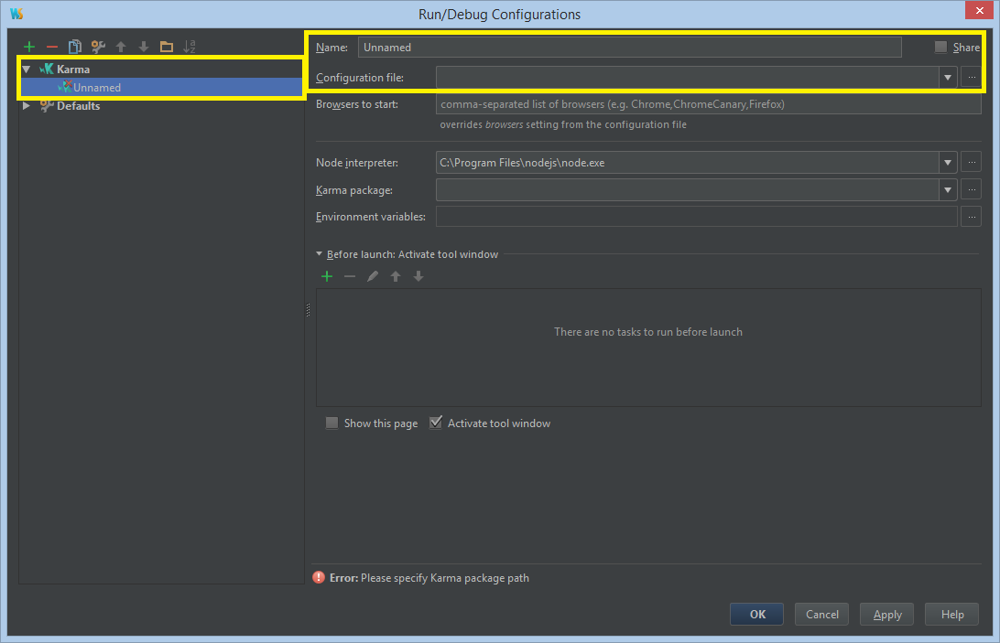 Run/Debug Configurations
Karma
Unnamed
Defaults
Name: Unnamed Share
Configuration file:
Browsers to start: comma-separated list of browsers (e.g. Chrome,ChromeCanary,Firefox)
overrides browsers setting from the configuration file
Node interpreter: C:\Program Files\nodejs\node.exe
Karma package:
Environment variables:
Before launch: Activate tool window
There are no tasks to run before launch
Show this page Activate tool window
Error: Please specify Karma package path
OK Cancel Apply Help